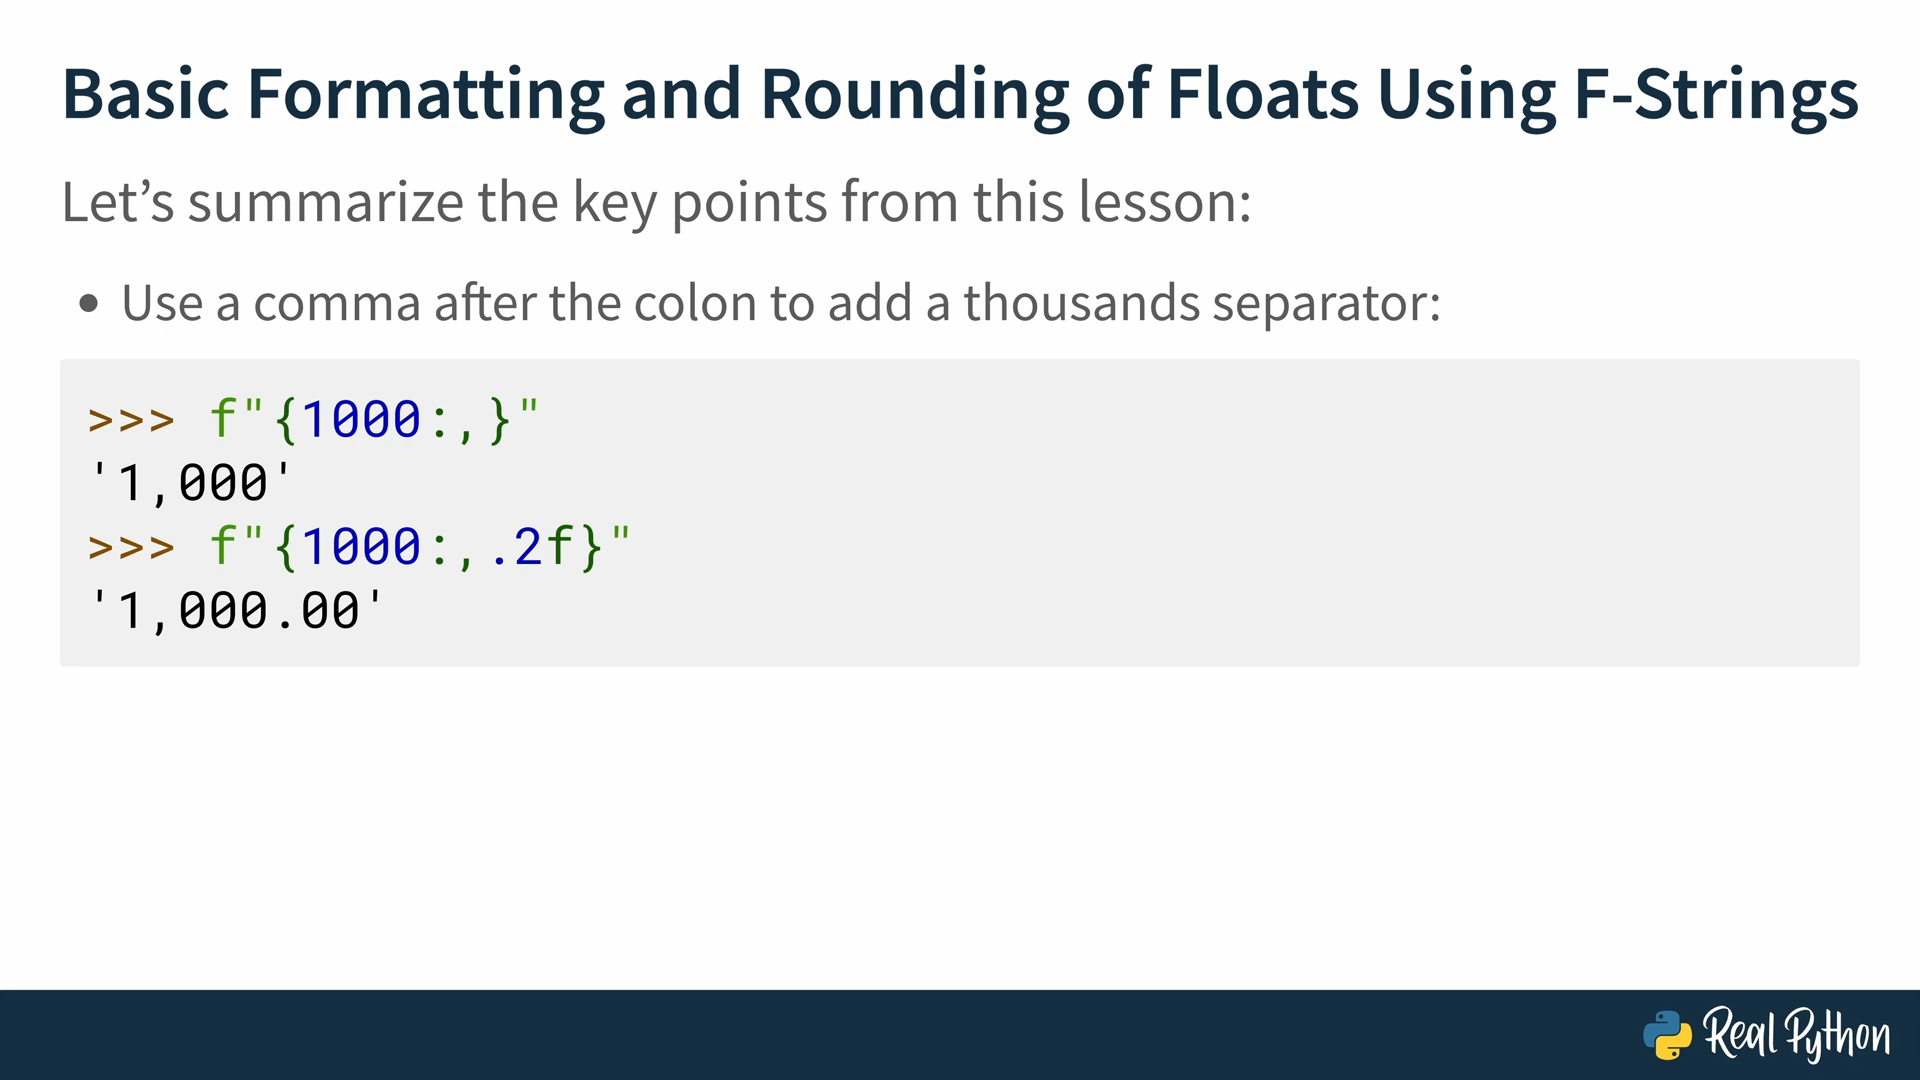 Basic Formatting and Rounding of Floats Using F-Strings
Let’s summarize the key points from this lesson:
• Use a comma after the colon to add a thousands separator:
>>> f"{1000:,}"
'1,000'
>>> f"{1000:,.2f}"
'1,000.00'
Real Python